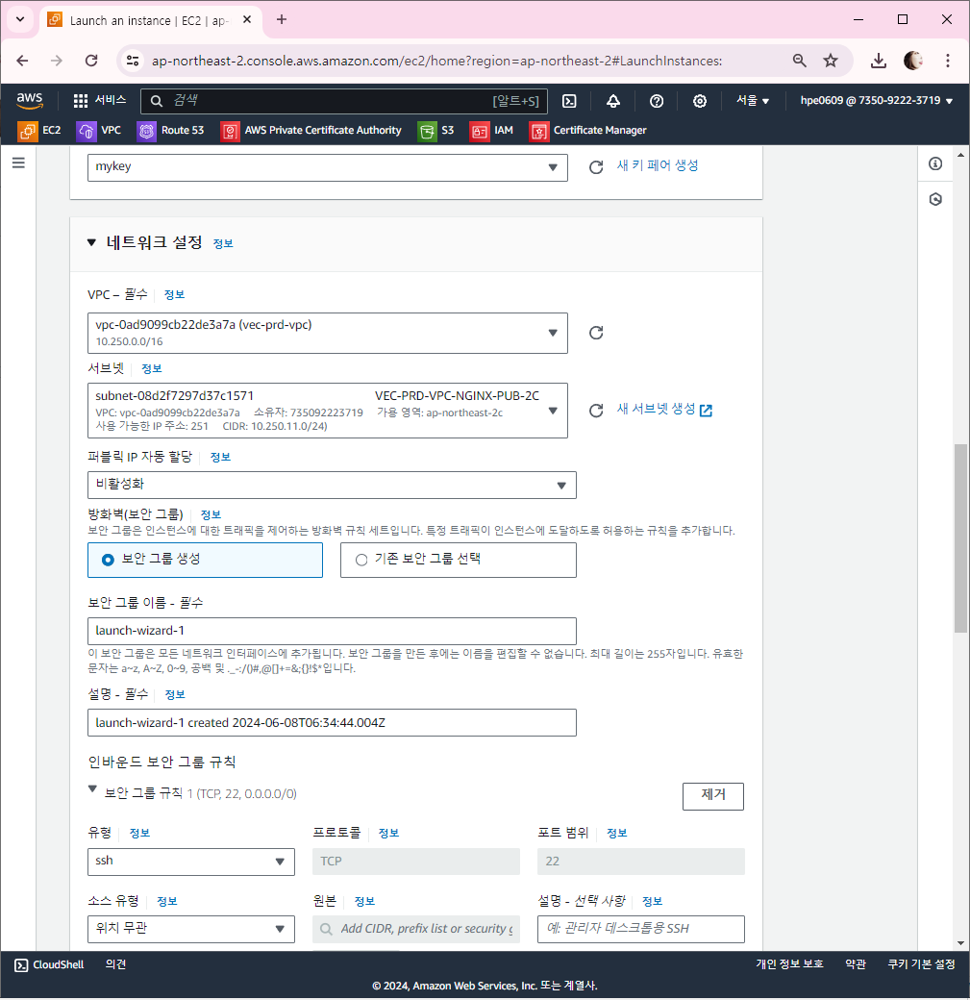 Launch an instance | EC2 | ap-
ap-northeast-2.console.aws.amazon.com/ec2/home?region=ap-northeast-2#LaunchInstances:
aws 서비스 검색 [알트+S] 서울 hpe0609 @ 7350-9222-3719
EC2 VPC Route 53 AWS Private Certificate Authority S3 IAM Certificate Manager
mykey 새 키 페어 생성
네트워크 설정 정보
VPC – 필수 정보
vpc-0ad9099cb22de3a7a (vec-prd-vpc)
10.250.0.0/16
서브넷 정보
subnet-08d2f7297d37c1571 VEC-PRD-VPC-NGINX-PUB-2C
VPC: vpc-0ad9099cb22de3a7a 소유자: 735092223719 가용 영역: ap-northeast-2c
사용 가능한 IP 주소: 251 CIDR: 10.250.11.0/24)
새 서브넷 생성
퍼블릭 IP 자동 할당 정보
비활성화
방화벽(보안 그룹) 정보
보안 그룹은 인스턴스에 대한 트래픽을 제어하는 방화벽 규칙 세트입니다. 특정 트래픽이 인스턴스에 도달하도록 허용하는 규칙을 추가합니다.
보안 그룹 생성 기존 보안 그룹 선택
보안 그룹 이름 - 필수
launch-wizard-1
이 보안 그룹은 모든 네트워크 인터페이스에 추가됩니다. 보안 그룹을 만든 후에는 이름을 편집할 수 없습니다. 최대 길이는 255자입니다. 유효한
문자는 a~z, A~Z, 0~9, 공백 및 ._-:/()#,@[]+=&;{}!$*입니다.
설명 - 필수 정보
launch-wizard-1 created 2024-06-08T06:34:44.004Z
인바운드 보안 그룹 규칙
보안 그룹 규칙 1 (TCP, 22, 0.0.0.0/0) 제거
유형 정보 프로토콜 정보 포트 범위 정보
ssh TCP 22
소스 유형 정보 원본 정보 설명 - 선택 사항 정보
위치 무관 Add CIDR, prefix list or security g 예: 관리자 데스크톱용 SSH
CloudShell 의견 개인 정보 보호 약관 쿠키 기본 설정
© 2024, Amazon Web Services, Inc. 또는 계열사.